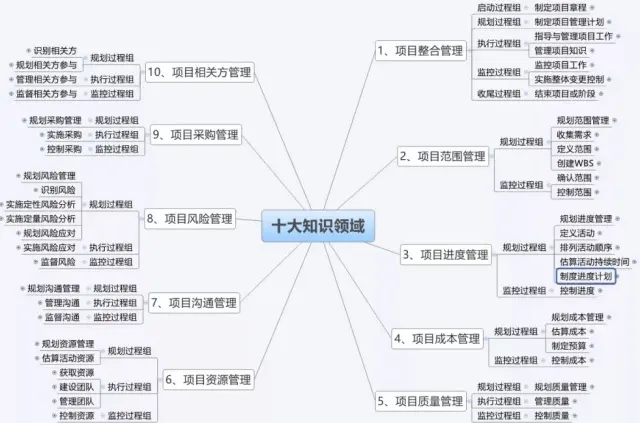 十大知识领域
1、项目整合管理
启动过程组 制定项目章程
规划过程组 制定项目管理计划
执行过程组
指导与管理项目工作
管理项目知识
监控过程组
监控项目工作
实施整体变更控制
收尾过程组 结束项目或阶段
2、项目范围管理
规划过程组
规划范围管理
收集需求
定义范围
创建WBS
监控过程组
确认范围
控制范围
3、项目进度管理
规划过程组
规划进度管理
定义活动
排列活动顺序
估算活动持续时间
制度进度计划
监控过程组 控制进度
4、项目成本管理
规划过程组
规划成本管理
估算成本
制定预算
监控过程组 控制成本
5、项目质量管理
规划过程组 规划质量管理
执行过程组 管理质量
监控过程组 控制质量
6、项目资源管理
规划过程组
规划资源管理
估算活动资源
执行过程组
获取资源
建设团队
管理团队
控制资源 监控过程组
7、项目沟通管理
规划沟通管理 规划过程组
管理沟通 执行过程组
监督沟通 监控过程组
8、项目风险管理
规划过程组
规划风险管理
识别风险
实施定性风险分析
实施定量风险分析
规划风险应对
实施风险应对 执行过程组
监督风险 监控过程组
9、项目采购管理
规划采购管理 规划过程组
实施采购 执行过程组
控制采购 监控过程组
10、项目相关方管理
识别相关方
规划过程组
规划相关方参与
管理相关方参与 执行过程组
监督相关方参与 监控过程组